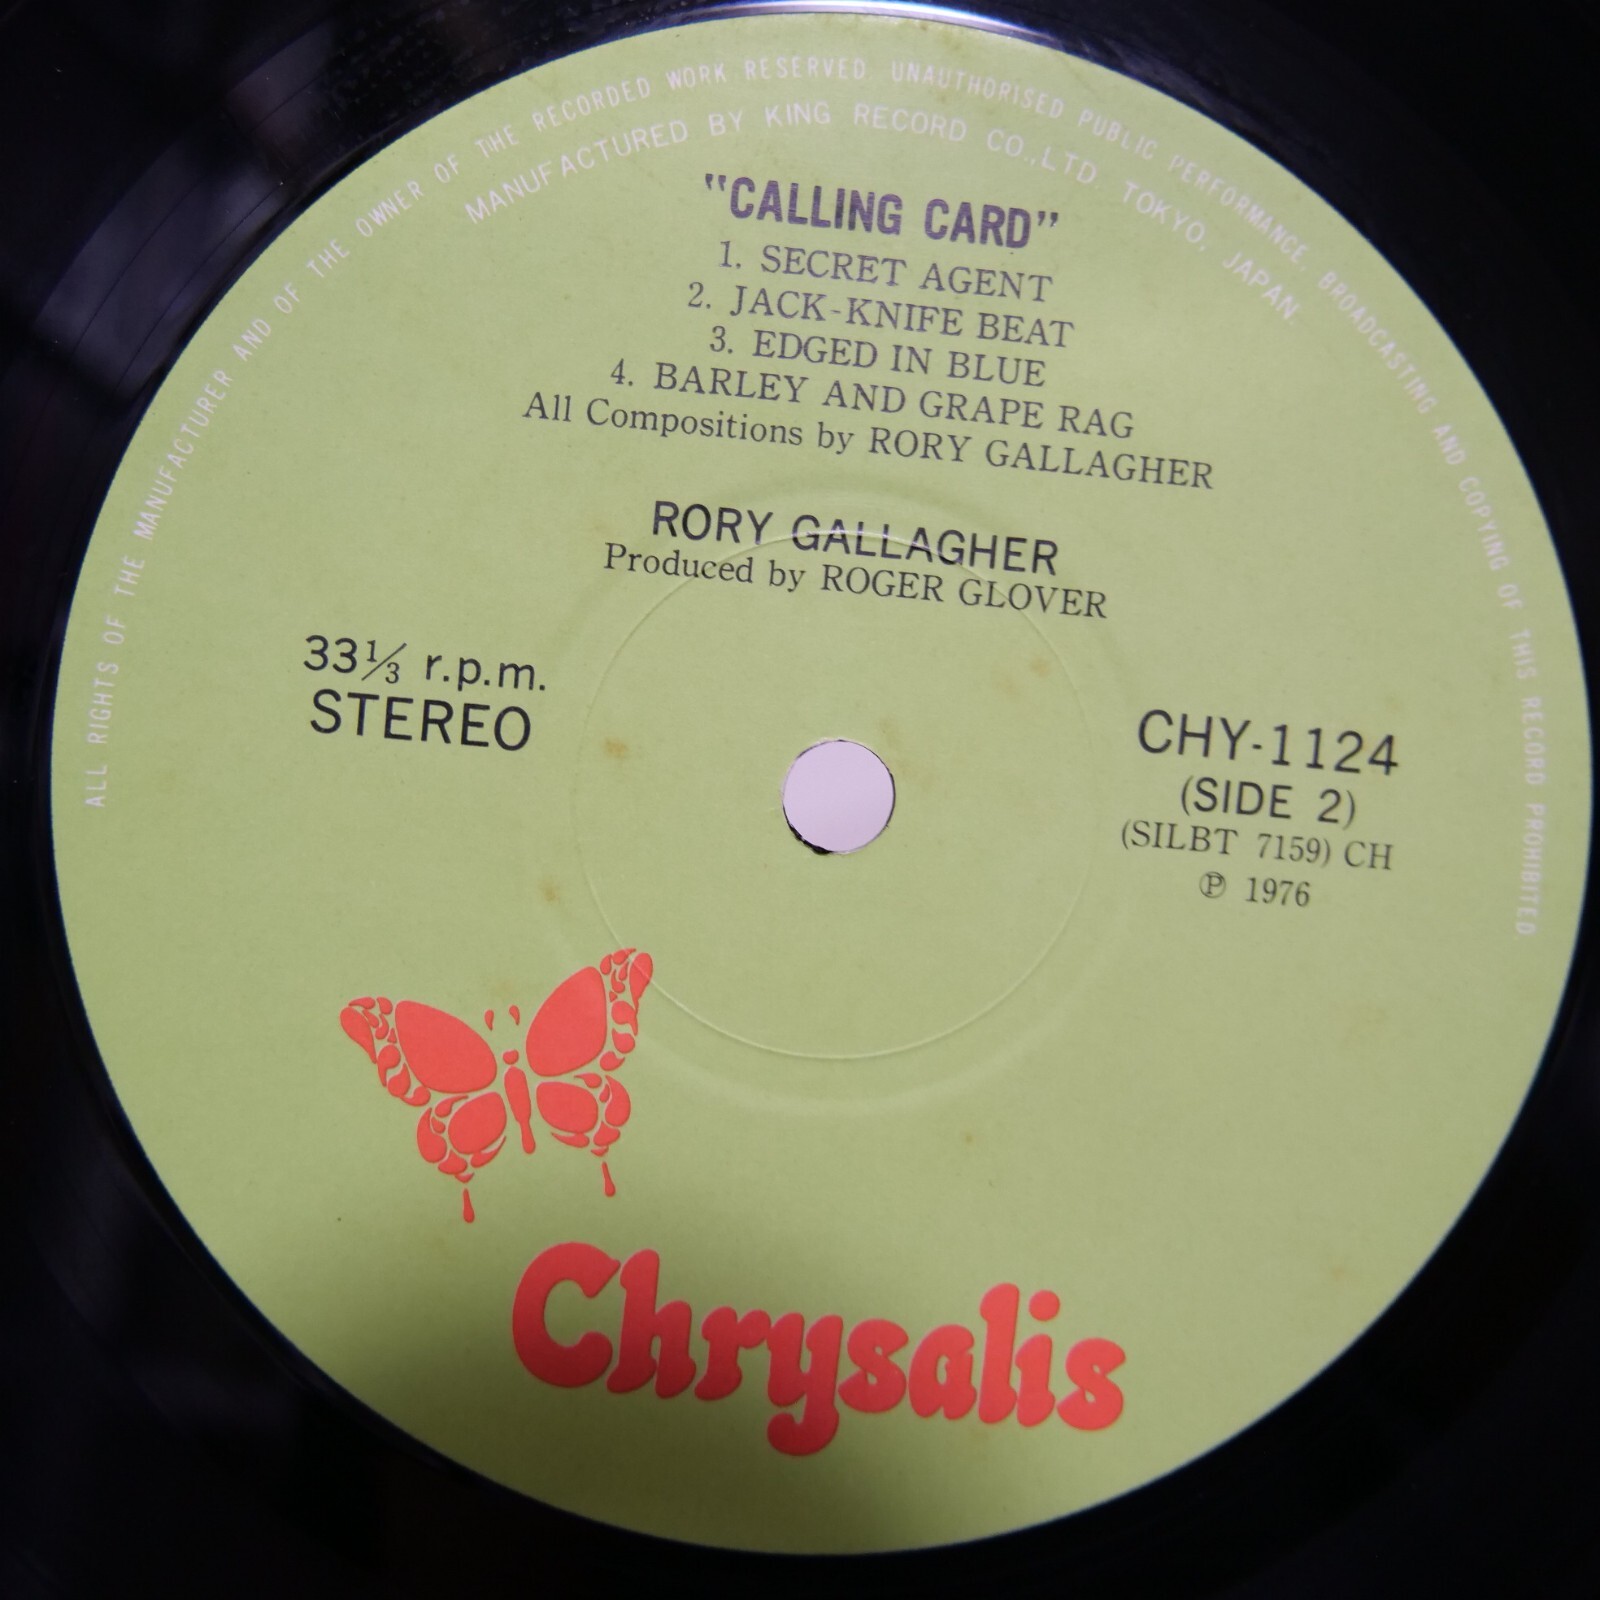 ALL RIGHTS OF THE MANUFACTURER AND OF THE OWNER OF THE RECORDED WORK RESERVED. UNAUTHORISED PUBLIC PERFORMANCE, BROADCASTING AND COPYING OF THIS RECORD PROHIBITED
MANUFACTURED BY KING RECORD CO.,LTD. TOKYO, JAPAN.
"CALLING CARD"
1. SECRET AGENT
2. JACK-KNIFE BEAT
3. EDGED IN BLUE
4. BARLEY AND GRAPE RAG
All Compositions by RORY GALLAGHER
RORY GALLAGHER
Produced by ROGER GLOVER
33⅓ r.p.m.
STEREO
CHY-1124
(SIDE 2)
(SILBT 7159) CH
℗ 1976
Chrysalis